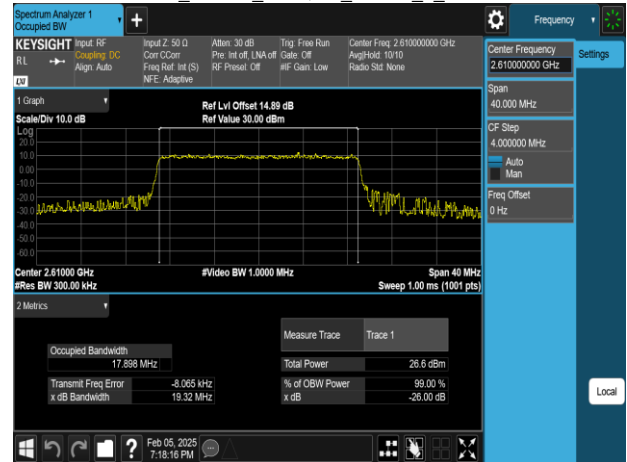 Spectrum Analyzer 1
Occupied BW
+
Frequency
KEYSIGHT
Input: RF
Coupling: DC
Align: Auto
Input Z: 50 Ω
Corr CCorr
Freq Ref: Int (S)
NFE: Adaptive
Atten: 30 dB
Pre: Int off, LNA off
RF Presel: Off
Trig: Free Run
Gate: Off
#IF Gain: Low
Center Freq: 2.610000000 GHz
Avg|Hold: 10/10
Radio Std: None
RL
LXI
Center Frequency
2.610000000 GHz
Settings
Span
40.000 MHz
CF Step
4.000000 MHz
Auto
Man
Freq Offset
0 Hz
1 Graph
Scale/Div 10.0 dB
Ref Lvl Offset 14.89 dB
Ref Value 30.00 dBm
Log
20.0
10.0
0.00
-10.0
-20.0
-30.0
-40.0
-50.0
-60.0
Center 2.61000 GHz
#Video BW 1.0000 MHz
Span 40 MHz
#Res BW 300.00 kHz
Sweep 1.00 ms (1001 pts)
2 Metrics
Measure Trace
Trace 1
Occupied Bandwidth
17.898 MHz
Total Power
26.6 dBm
Transmit Freq Error
-8.065 kHz
% of OBW Power
99.00 %
x dB Bandwidth
19.32 MHz
x dB
-26.00 dB
Local
?
Feb 05, 2025
7:18:16 PM